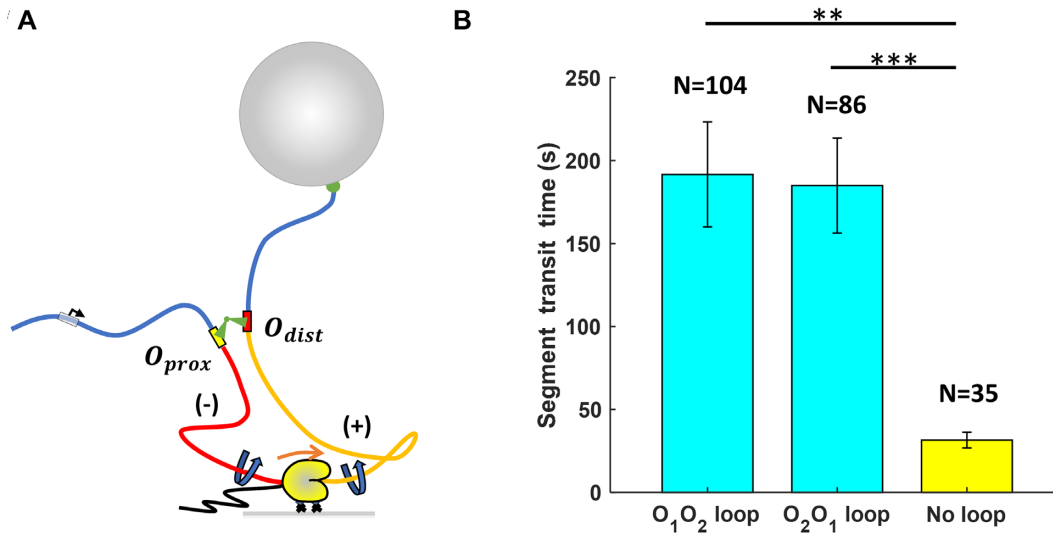 A
O_prox
O_dist
(-)
(+)
B
**
***
250
200
150
100
50
0
Segment transit time (s)
N=104
N=86
N=35
O₁O₂ loop
O₂O₁ loop
No loop